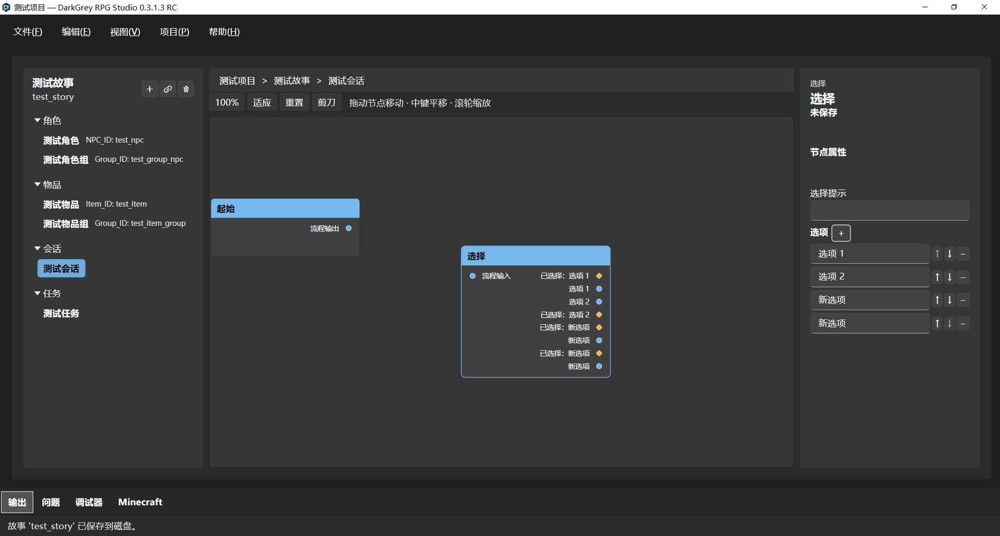 测试项目 — DarkGrey RPG Studio 0.3.1.3 RC
文件(F) 编辑(E) 视图(V) 项目(P) 帮助(H)
测试故事
test_story
角色
测试角色 NPC_ID: test_npc
测试角色组 Group_ID: test_group_npc
物品
测试物品 Item_ID: test_item
测试物品组 Group_ID: test_item_group
会话
测试会话
任务
测试任务
测试项目 > 测试故事 > 测试会话
100% 适应 重置 剪刀 拖动节点移动 · 中键平移 · 滚轮缩放
起始
流程输出
选择
流程输入 已选择：选项 1
选项 1
选项 2
已选择：选项 2
已选择：新选项
新选项
已选择：新选项
新选项
选择
选择
未保存
节点属性
选择提示
选项 +
选项 1 ↑ ↓ −
选项 2 ↑ ↓ −
新选项 ↑ ↓ −
新选项 ↑ ↓ −
输出 问题 调试器 Minecraft
故事 'test_story' 已保存到磁盘。